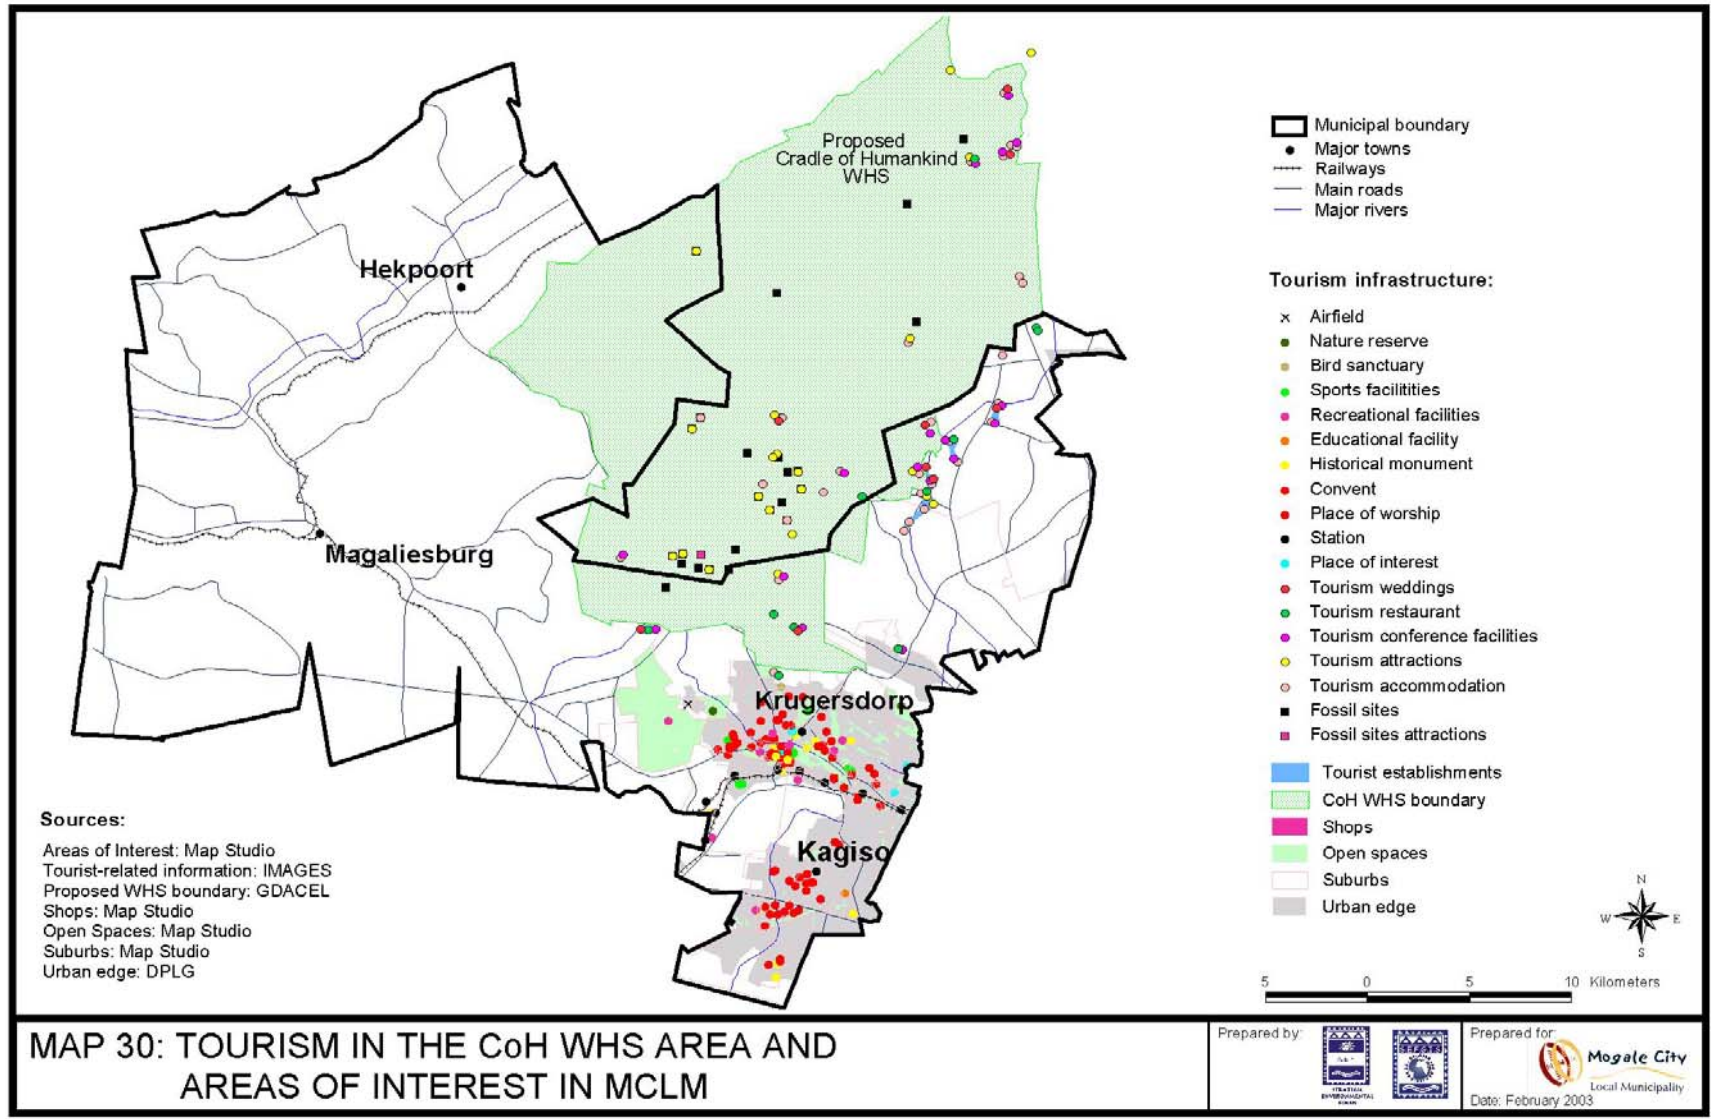 Proposed
Cradle of Humankind
WHS
Hekpoort
Magaliesburg
Krugersdorp
Kagiso
Municipal boundary
Major towns
Railways
Main roads
Major rivers
Tourism infrastructure:
Airfield
Nature reserve
Bird sanctuary
Sports facilitities
Recreational facilities
Educational facility
Historical monument
Convent
Place of worship
Station
Place of interest
Tourism weddings
Tourism restaurant
Tourism conference facilities
Tourism attractions
Tourism accommodation
Fossil sites
Fossil sites attractions
Tourist establishments
CoH WHS boundary
Shops
Open spaces
Suburbs
Urban edge
N
W E
S
5 0 5 10 Kilometers
Sources:
Areas of Interest: Map Studio
Tourist-related information: IMAGES
Proposed WHS boundary: GDACEL
Shops: Map Studio
Open Spaces: Map Studio
Suburbs: Map Studio
Urban edge: DPLG
MAP 30: TOURISM IN THE CoH WHS AREA AND
AREAS OF INTEREST IN MCLM
Prepared by:
Prepared for:
Mogale City
Local Municipality
Date: February 2003